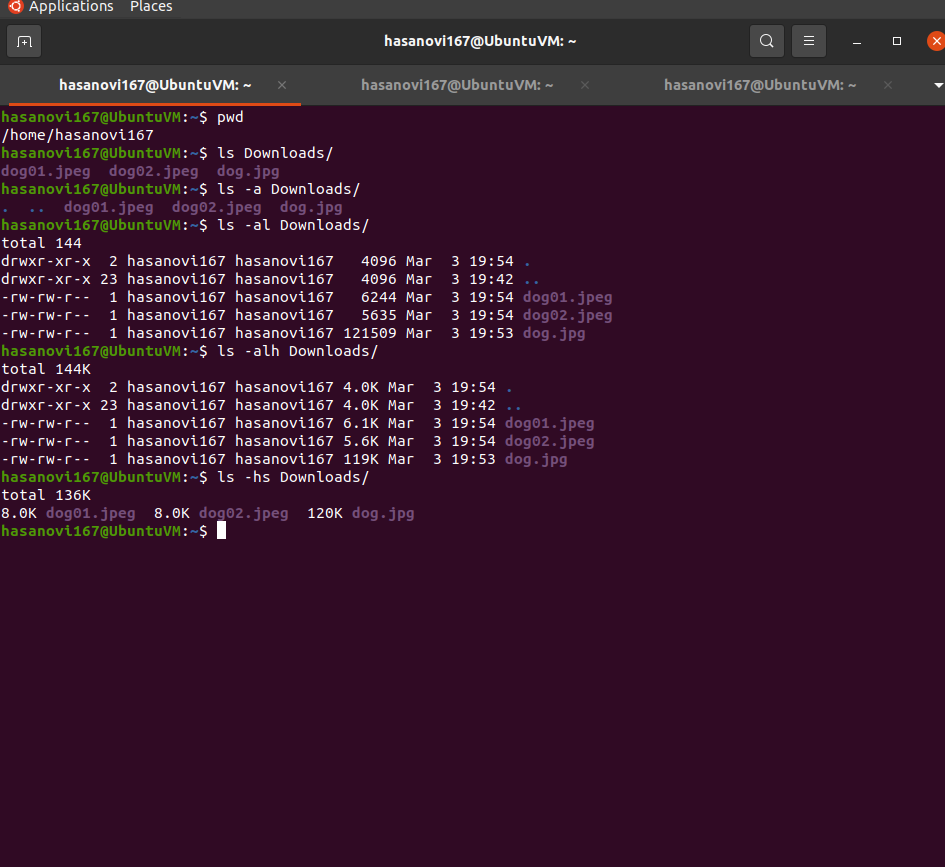 Applications Places
hasanovi167@UbuntuVM: ~
hasanovi167@UbuntuVM: ~ hasanovi167@UbuntuVM: ~ hasanovi167@UbuntuVM: ~
hasanovi167@UbuntuVM:~$ pwd
/home/hasanovi167
hasanovi167@UbuntuVM:~$ ls Downloads/
dog01.jpeg  dog02.jpeg  dog.jpg
hasanovi167@UbuntuVM:~$ ls -a Downloads/
.  ..  dog01.jpeg  dog02.jpeg  dog.jpg
hasanovi167@UbuntuVM:~$ ls -al Downloads/
total 144
drwxr-xr-x  2 hasanovi167 hasanovi167   4096 Mar  3 19:54 .
drwxr-xr-x 23 hasanovi167 hasanovi167   4096 Mar  3 19:42 ..
-rw-rw-r--  1 hasanovi167 hasanovi167   6244 Mar  3 19:54 dog01.jpeg
-rw-rw-r--  1 hasanovi167 hasanovi167   5635 Mar  3 19:54 dog02.jpeg
-rw-rw-r--  1 hasanovi167 hasanovi167 121509 Mar  3 19:53 dog.jpg
hasanovi167@UbuntuVM:~$ ls -alh Downloads/
total 144K
drwxr-xr-x  2 hasanovi167 hasanovi167 4.0K Mar  3 19:54 .
drwxr-xr-x 23 hasanovi167 hasanovi167 4.0K Mar  3 19:42 ..
-rw-rw-r--  1 hasanovi167 hasanovi167 6.1K Mar  3 19:54 dog01.jpeg
-rw-rw-r--  1 hasanovi167 hasanovi167 5.6K Mar  3 19:54 dog02.jpeg
-rw-rw-r--  1 hasanovi167 hasanovi167 119K Mar  3 19:53 dog.jpg
hasanovi167@UbuntuVM:~$ ls -hs Downloads/
total 136K
8.0K dog01.jpeg  8.0K dog02.jpeg  120K dog.jpg
hasanovi167@UbuntuVM:~$